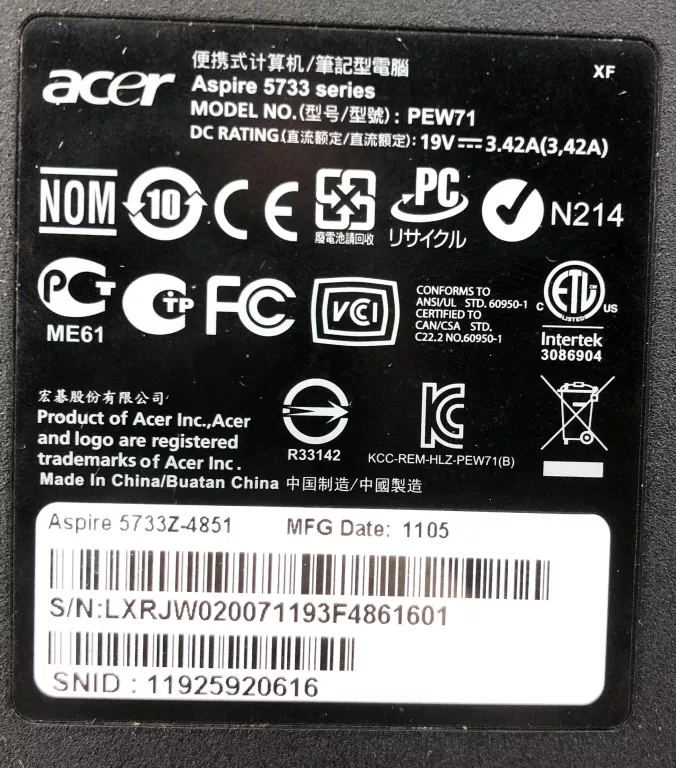 acer
便携式计算机/筆記型電腦
XF
Aspire 5733 series
MODEL NO.(型号/型號) : PEW71
DC RATING(直流额定/直流額定): 19V⎓3.42A(3,42A)
NOM
10
CE
廢電池請回收
PC
リサイクル
N214
PCT
ME61
TP
FC
VCI
CONFORMS TO
ANSI/UL STD. 60950-1
CERTIFIED TO
CAN/CSA STD.
C22.2 NO.60950-1
C ETL US
LISTED
Intertek
3086904
宏碁股份有限公司
Product of Acer Inc.,Acer
and logo are registered
trademarks of Acer Inc .
Made In China/Buatan China 中国制造/中國製造
R33142
KCC-REM-HLZ-PEW71(B)
Aspire 5733Z-4851 MFG Date: 1105
S/N:LXRJW020071193F4861601
SNID : 11925920616